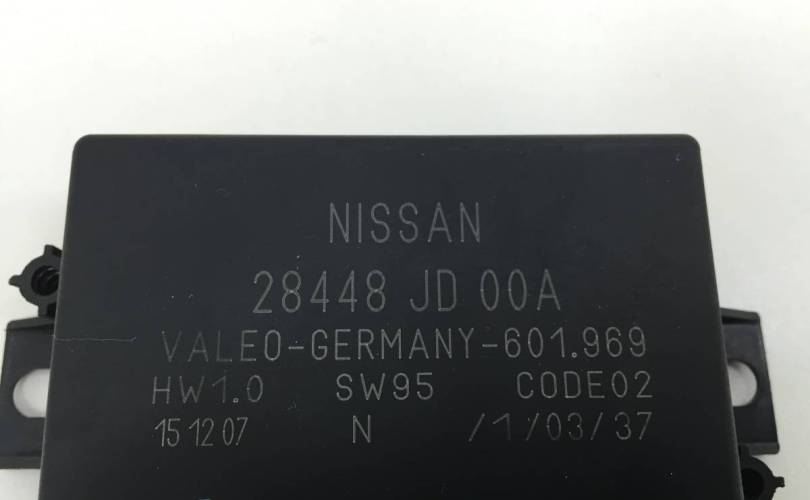 NISSAN
28448 JD 00A
VALEO-GERMANY-601.969
HW1.0 SW95 CODE02
15 12 07 N /1/03/37